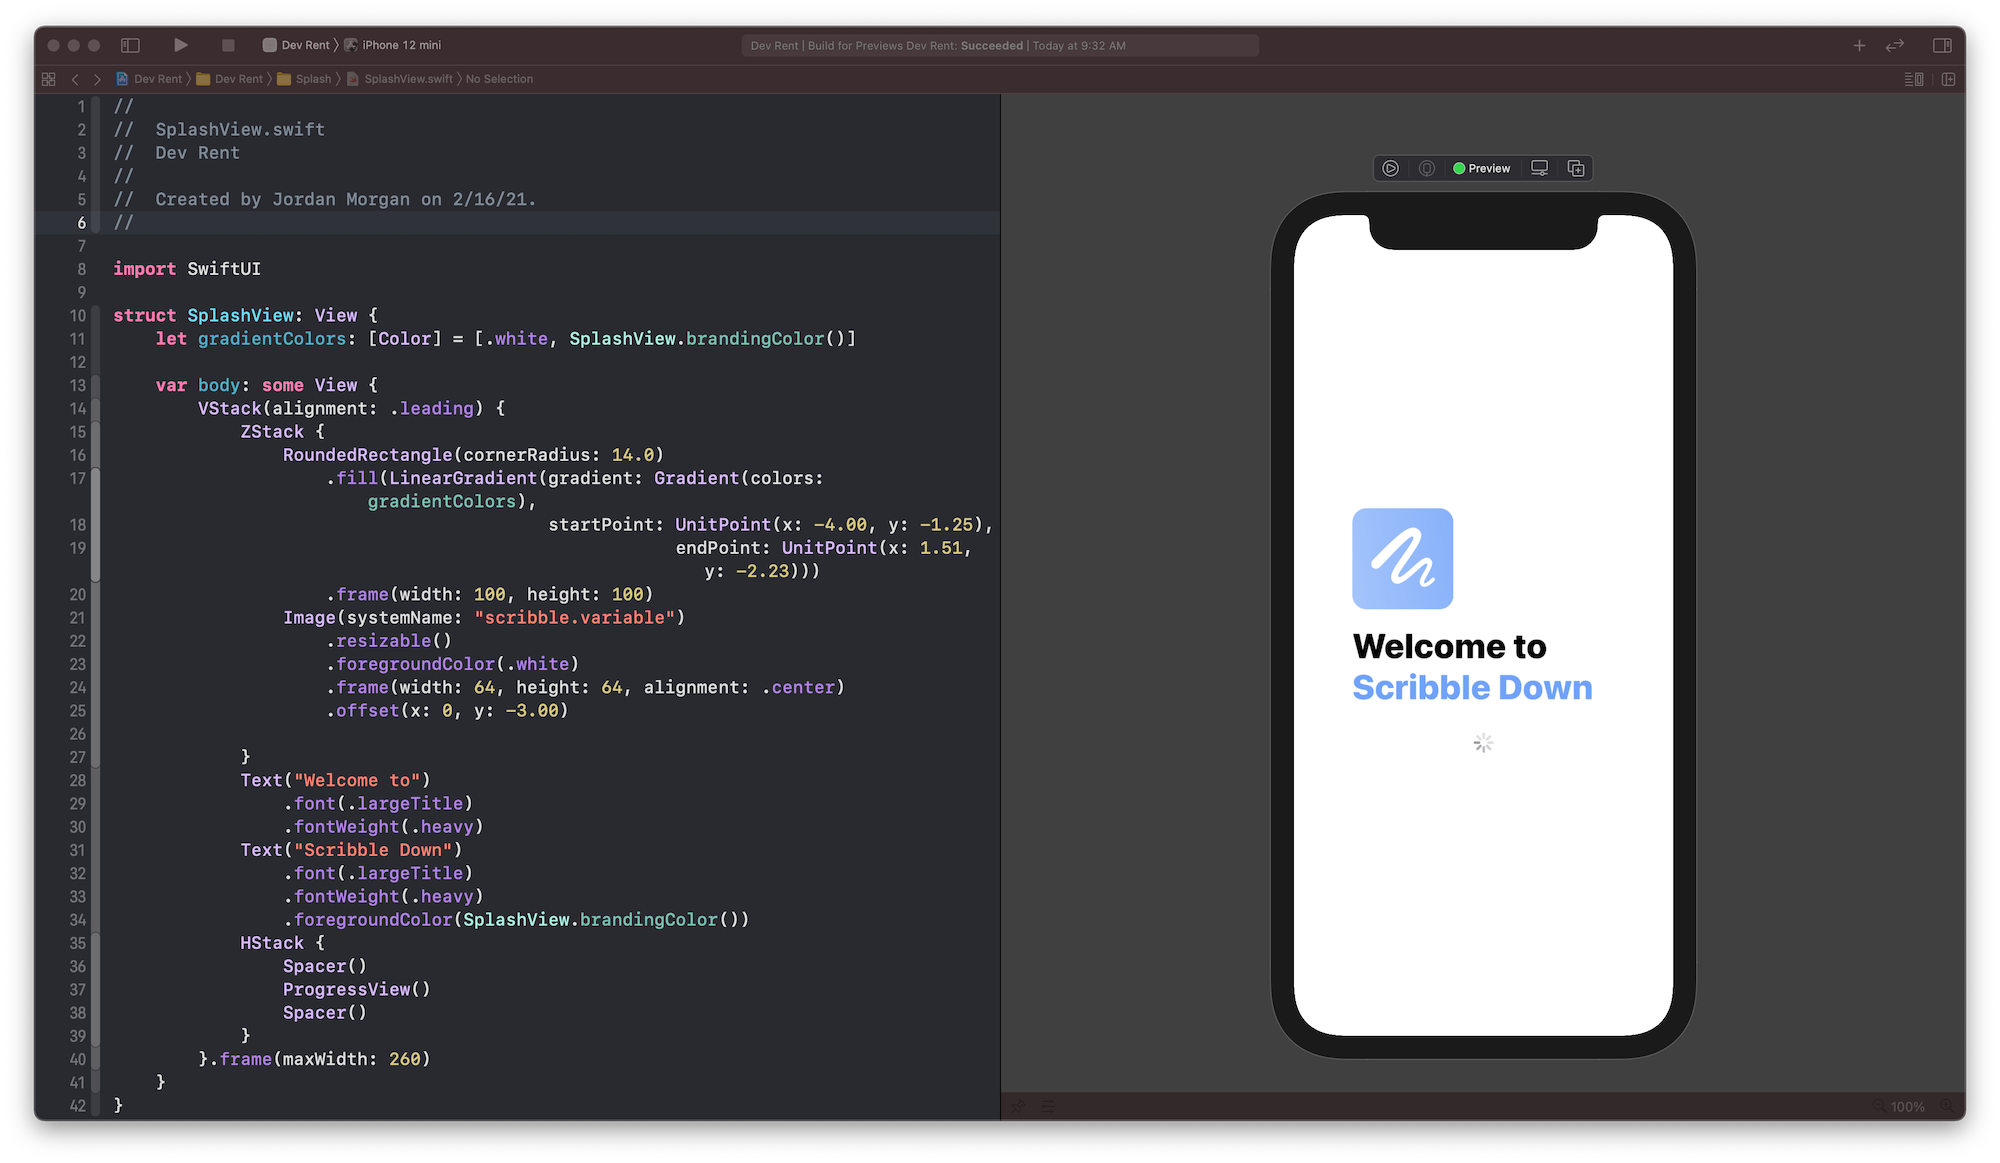 Dev Rent 〉 iPhone 12 mini
Dev Rent | Build for Previews Dev Rent: Succeeded | Today at 9:32 AM
Dev Rent 〉 Dev Rent 〉 Splash 〉 SplashView.swift 〉 No Selection
1 //
2 //  SplashView.swift
3 //  Dev Rent
4 //
5 //  Created by Jordan Morgan on 2/16/21.
6 //
7
8 import SwiftUI
9
10 struct SplashView: View {
11     let gradientColors: [Color] = [.white, SplashView.brandingColor()]
12
13     var body: some View {
14         VStack(alignment: .leading) {
15             ZStack {
16                 RoundedRectangle(cornerRadius: 14.0)
17                     .fill(LinearGradient(gradient: Gradient(colors:
gradientColors),
18 startPoint: UnitPoint(x: -4.00, y: -1.25),
19 endPoint: UnitPoint(x: 1.51,
y: -2.23)))
20                     .frame(width: 100, height: 100)
21                 Image(systemName: "scribble.variable")
22                     .resizable()
23                     .foregroundColor(.white)
24                     .frame(width: 64, height: 64, alignment: .center)
25                     .offset(x: 0, y: -3.00)
26
27             }
28             Text("Welcome to")
29                 .font(.largeTitle)
30                 .fontWeight(.heavy)
31             Text("Scribble Down")
32                 .font(.largeTitle)
33                 .fontWeight(.heavy)
34                 .foregroundColor(SplashView.brandingColor())
35             HStack {
36                 Spacer()
37                 ProgressView()
38                 Spacer()
39             }
40         }.frame(maxWidth: 260)
41     }
42 }
Preview
Welcome to
Scribble Down
100%